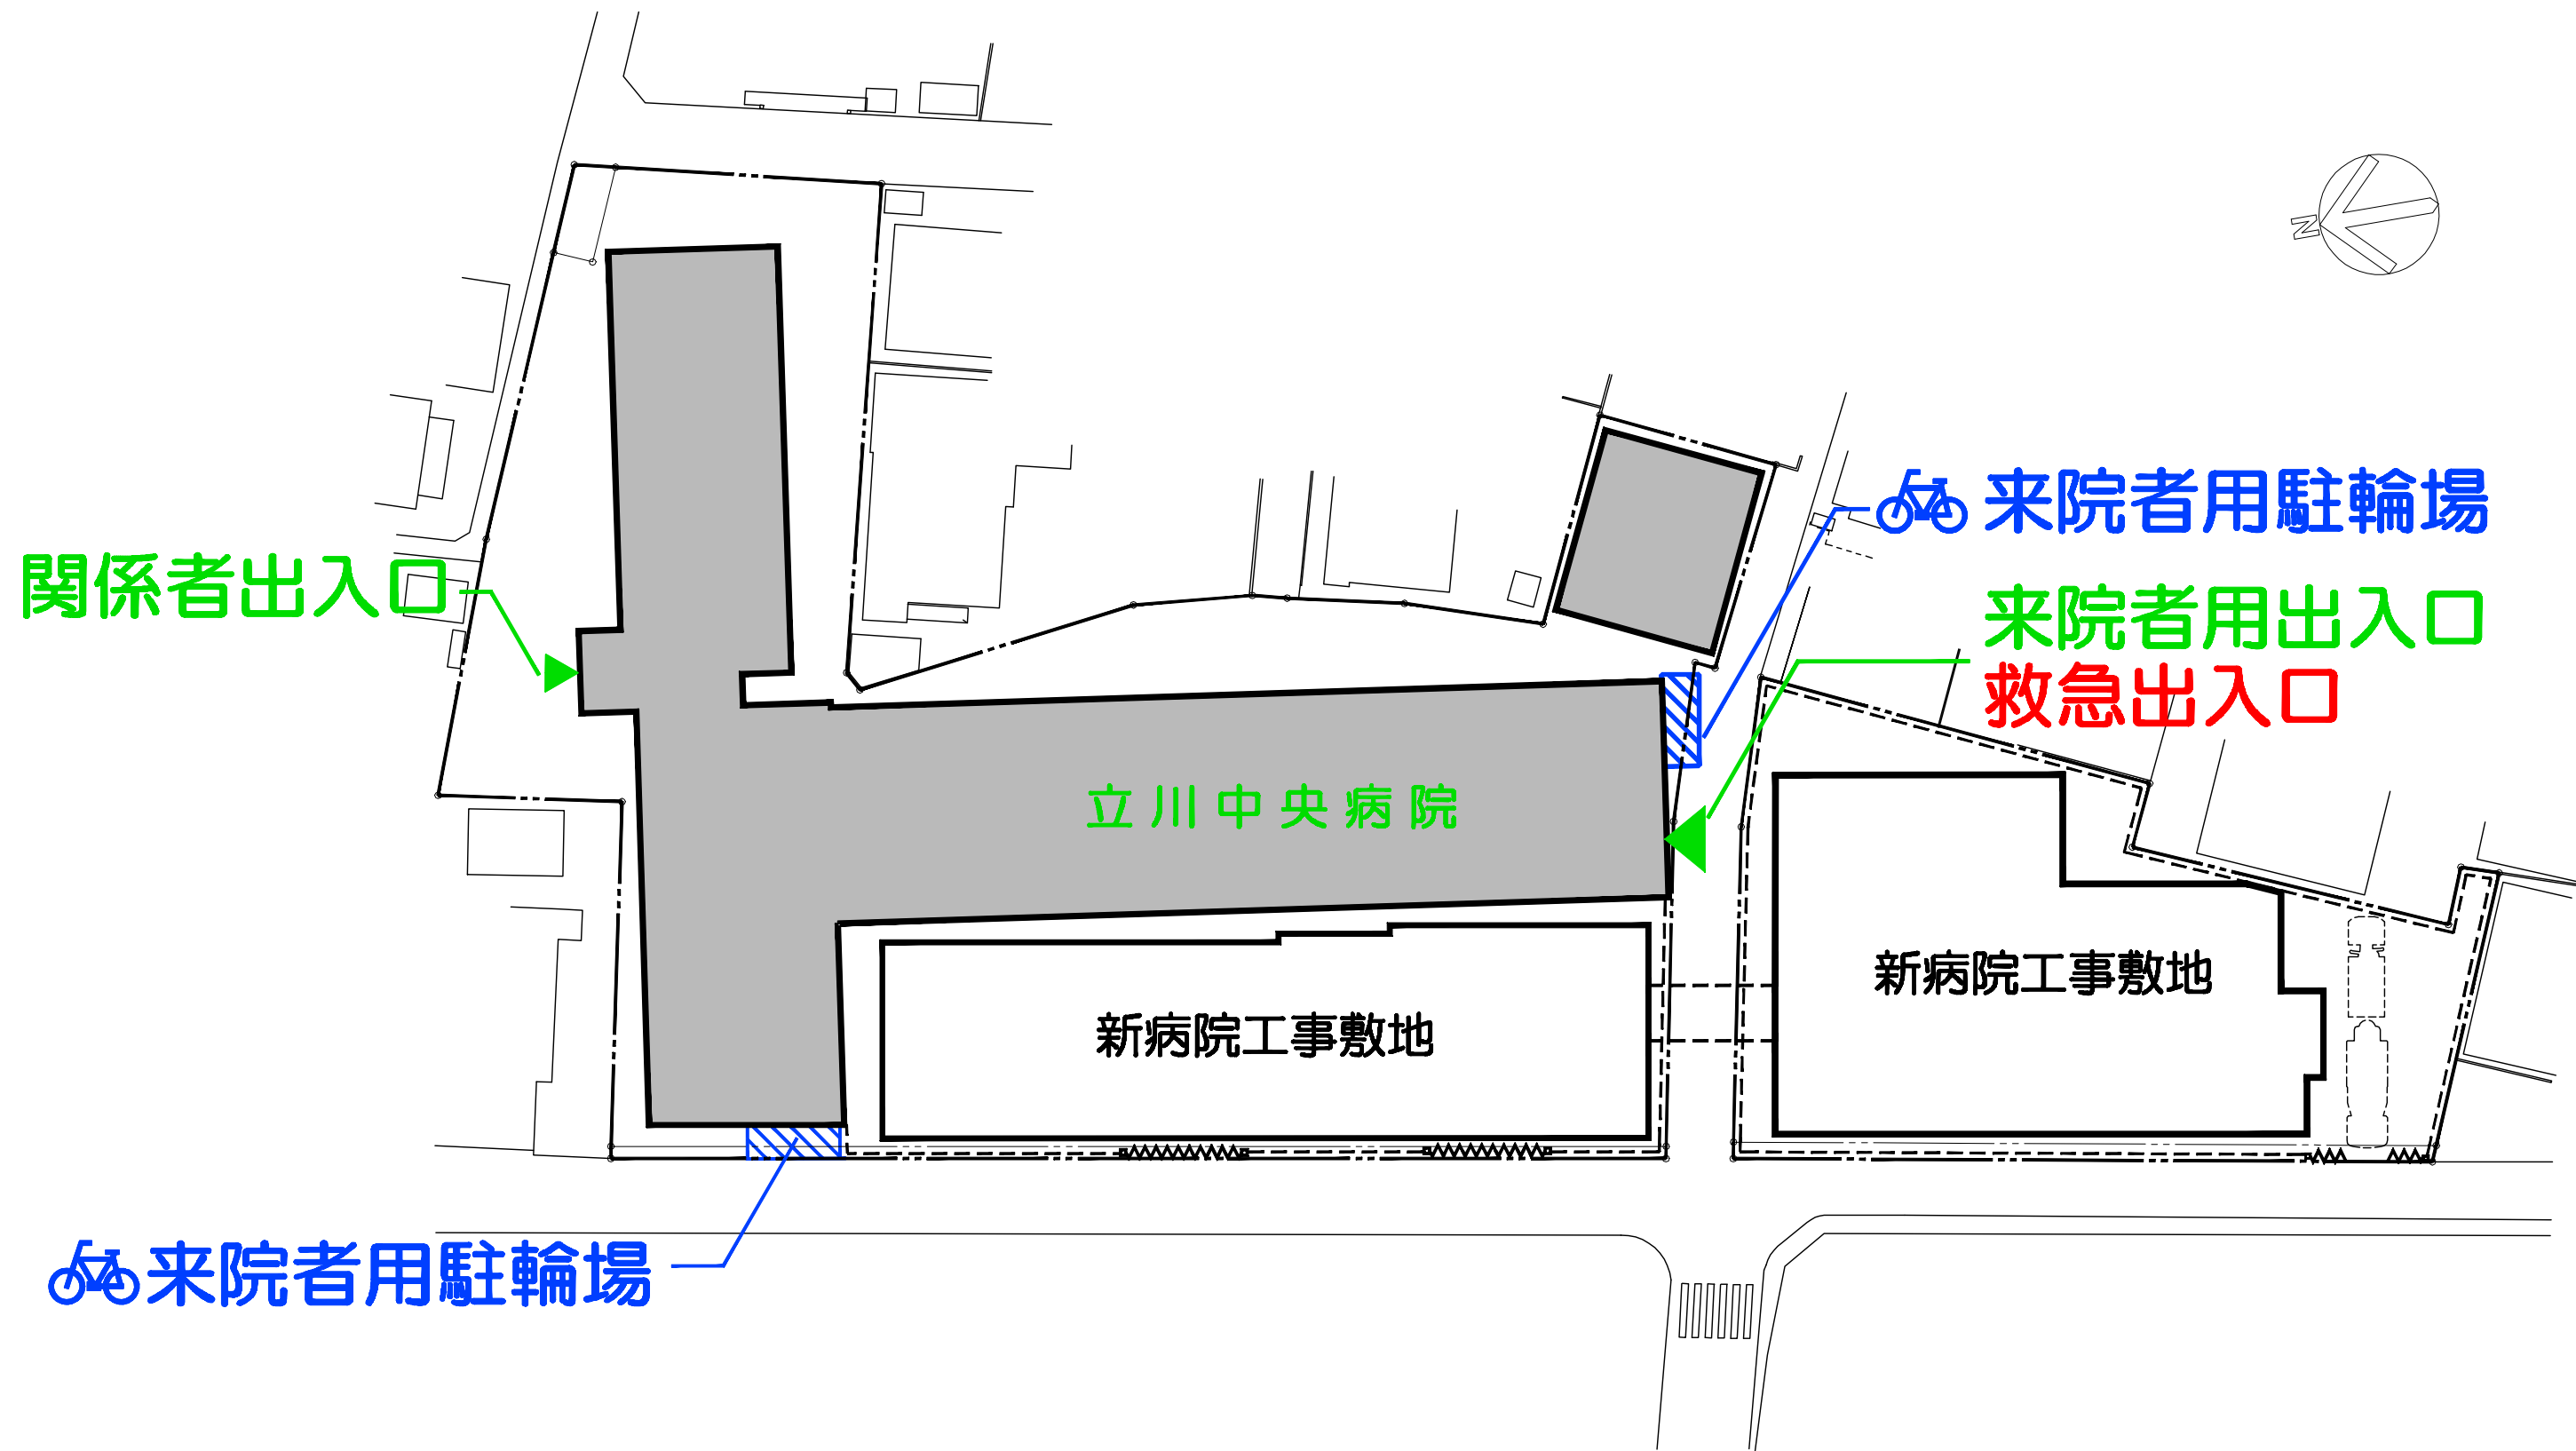 N
来院者用駐輪場
関係者出入口
来院者用出入口
救急出入口
立川中央病院
新病院工事敷地
新病院工事敷地
来院者用駐輪場